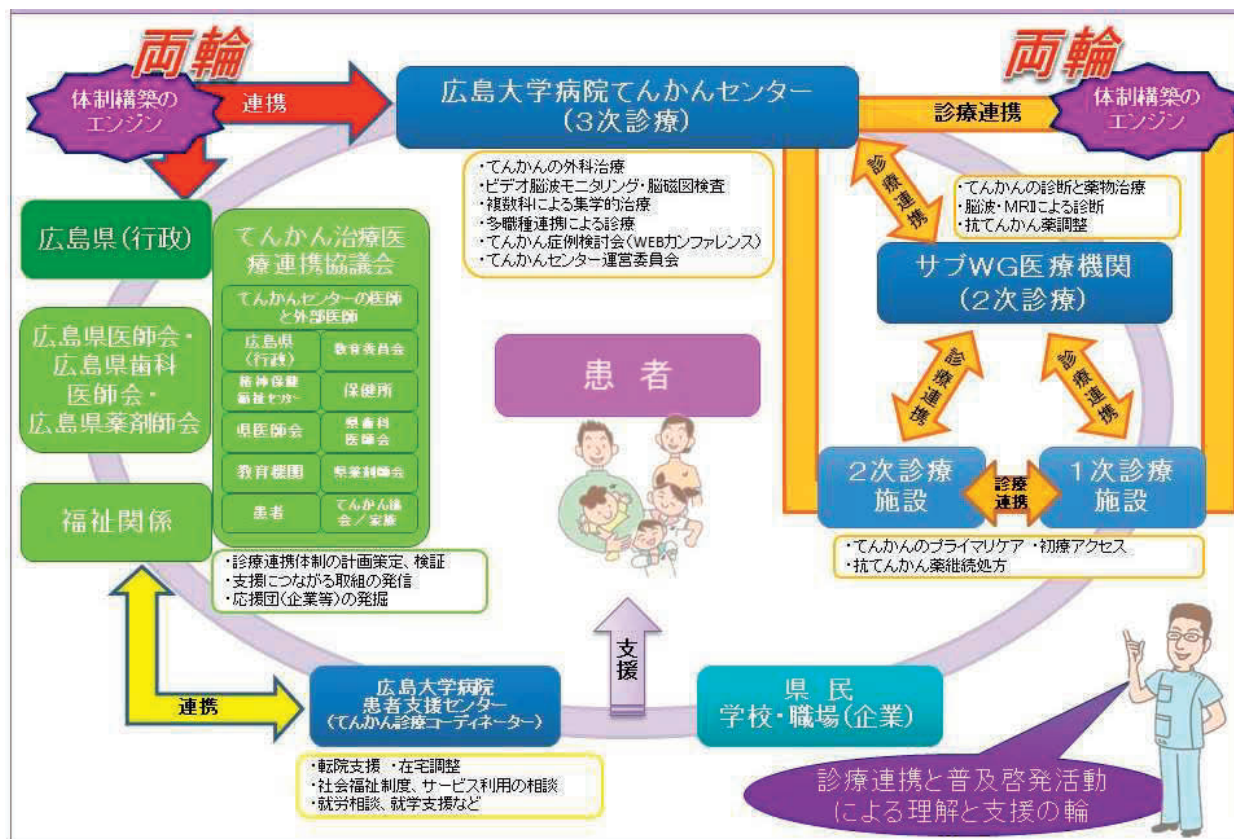 両輪
体制構築の
エンジン
連携
広島大学病院てんかんセンター
(3次診療)
診療連携
両輪
体制構築の
エンジン
・てんかんの外科治療
・ビデオ脳波モニタリング・脳磁図検査
・複数科による集学的治療
・多職種連携による診療
・てんかん症例検討会(WEBカンファレンス)
・てんかんセンター運営委員会
診療連携
・てんかんの診断と薬物治療
・脳波・MRIによる診断
・抗てんかん薬調整
サブWG医療機関
(2次診療)
診療連携
診療連携
2次診療
施設
診療
連携
1次診療
施設
・てんかんのプライマリケア ・初療アクセス
・抗てんかん薬継続処方
広島県(行政)
広島県医師会・
広島県歯科
医師会・
広島県薬剤師会
福祉関係
てんかん治療医
療連携協議会
てんかんセンターの医師
と外部医師
広島県
(行政)
教育委員会
精神保健
福祉センター
保健所
県医師会
県歯科
医師会
教育機関
県薬剤師会
患者
てんかん協
会/家族
・診療連携体制の計画策定、検証
・支援につながる取組の発信
・応援団(企業等)の発掘
患者
支援
連携
広島大学病院
患者支援センター
(てんかん診療コーディネーター)
・転院支援 ・在宅調整
・社会福祉制度、サービス利用の相談
・就労相談、就学支援など
県民
学校・職場(企業)
診療連携と普及啓発活動
による理解と支援の輪